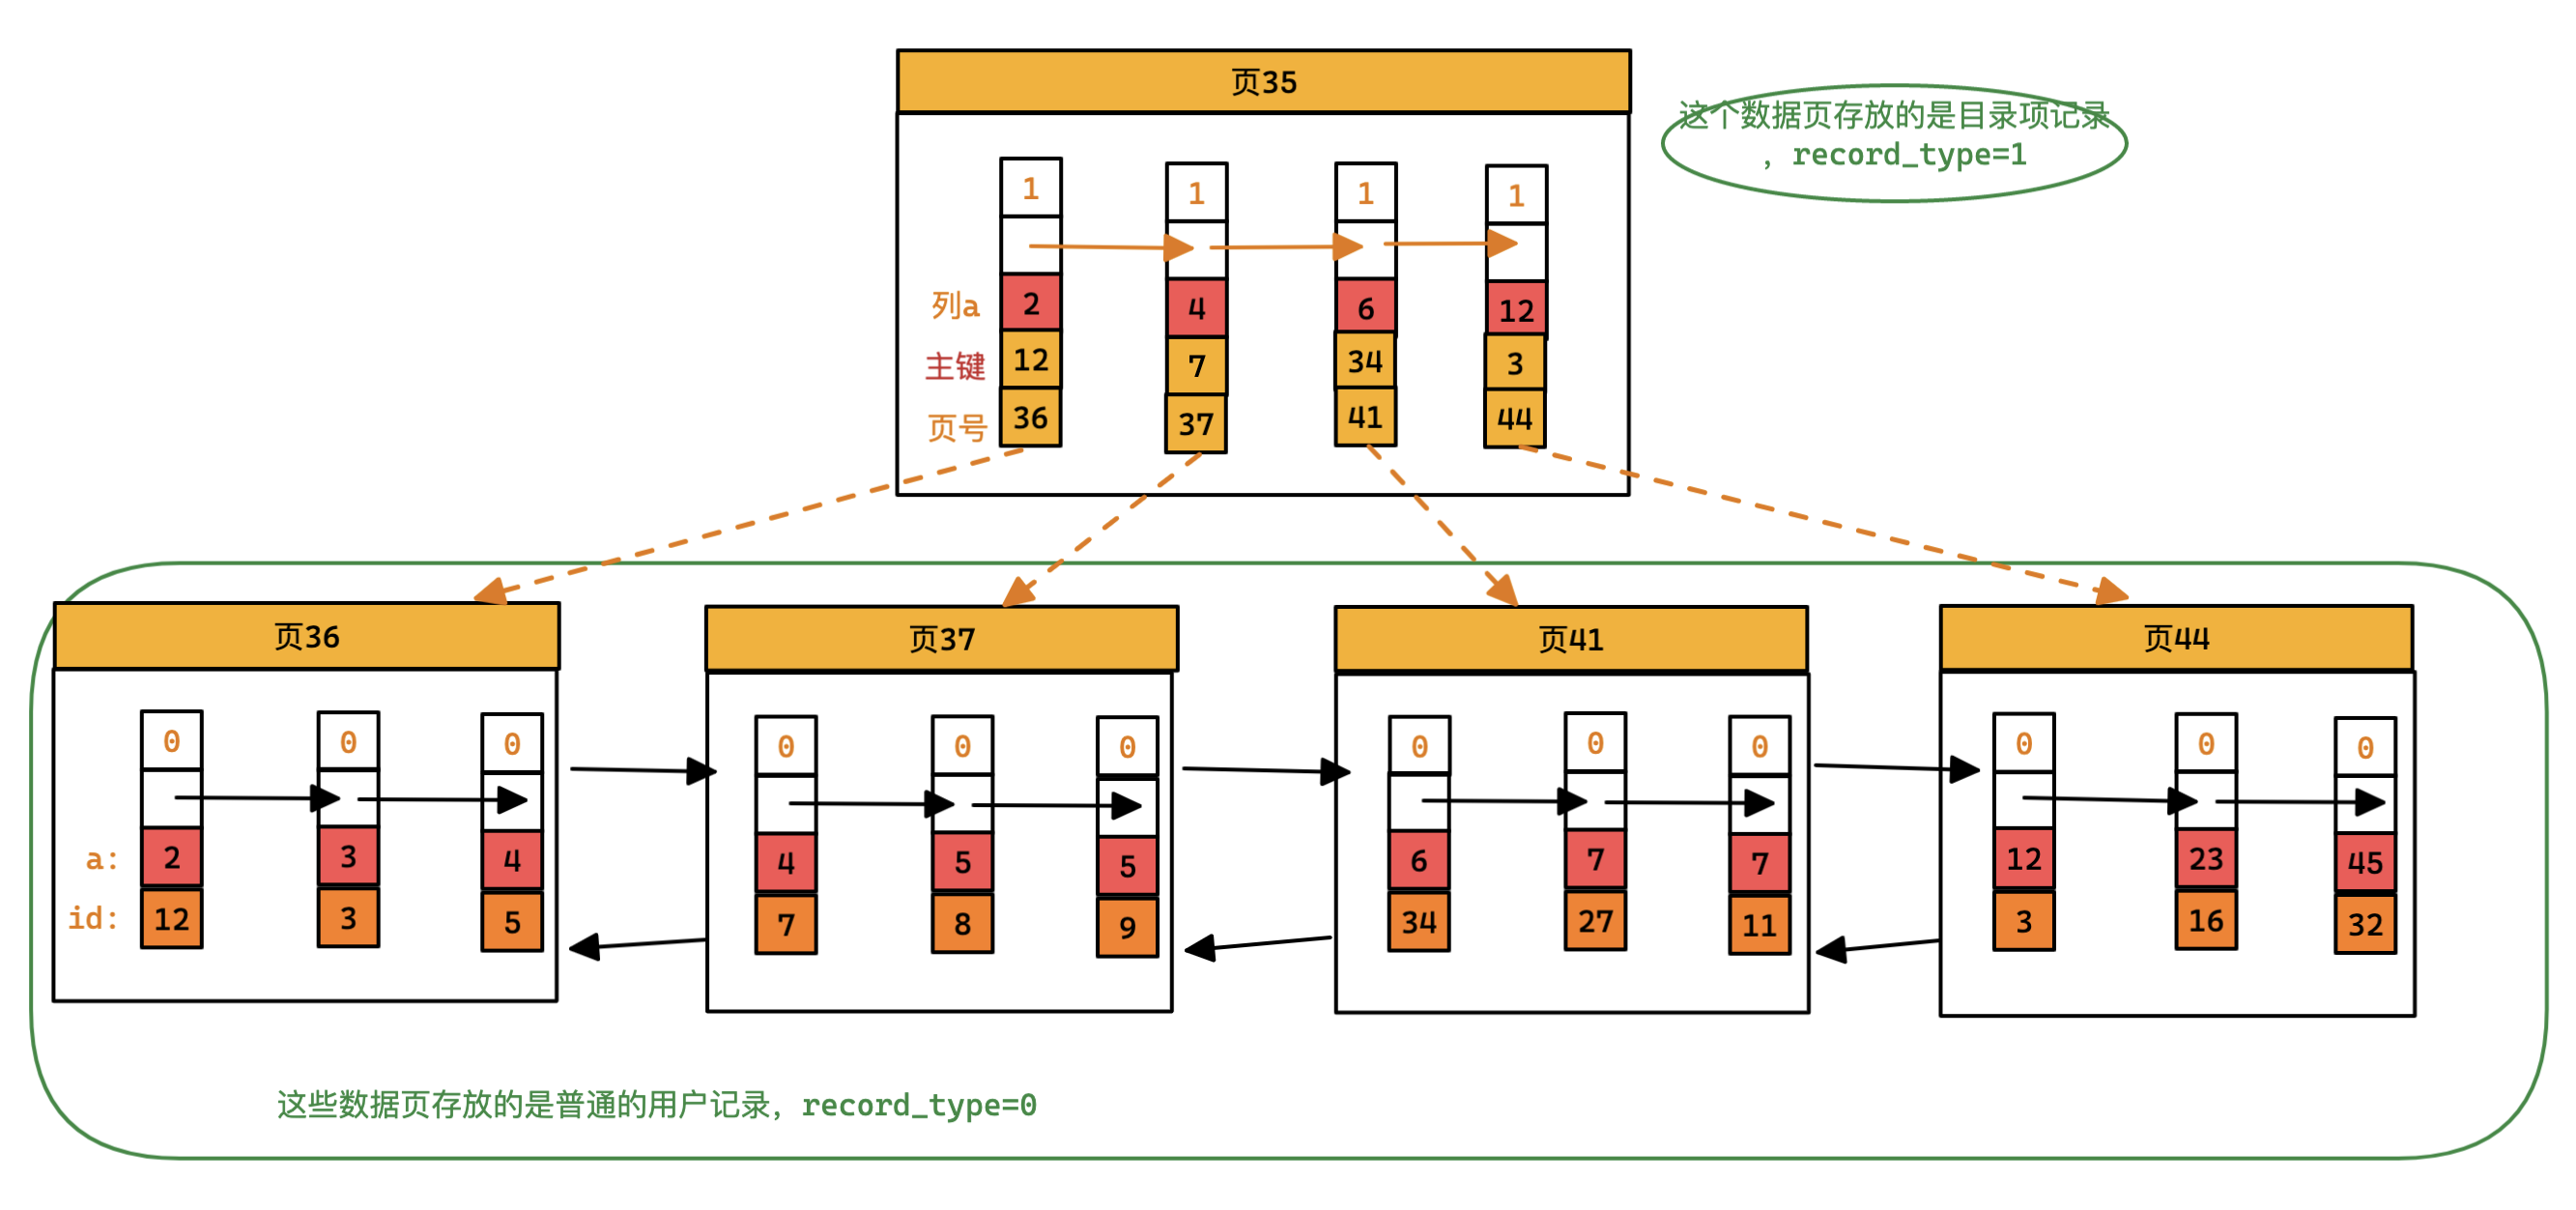 页35
这个数据页存放的是目录项记录
，record_type=1
1 1 1 1
列a 2 4 6 12
主键 12 7 34 3
页号 36 37 41 44
页36 页37 页41 页44
0 0 0 0 0 0 0 0 0 0 0 0
a: 2 3 4 4 5 5 6 7 7 12 23 45
id: 12 3 5 7 8 9 34 27 11 3 16 32
这些数据页存放的是普通的用户记录，record_type=0